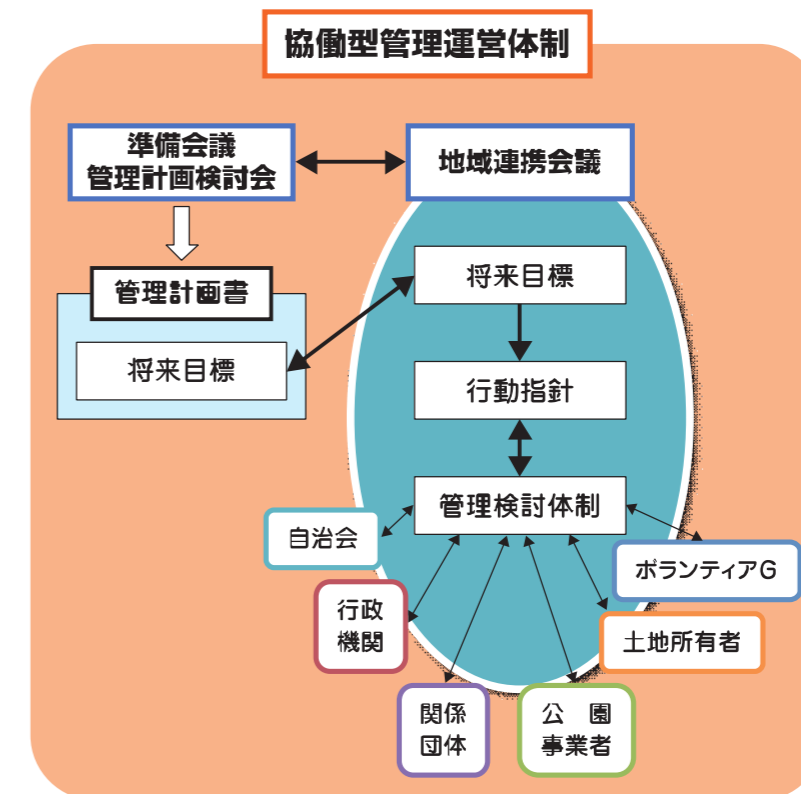 協働型管理運営体制
準備会議
管理計画検討会
地域連携会議
管理計画書
将来目標
将来目標
行動指針
管理検討体制
自治会
行政
機関
関係
団体
公 園
事業者
土地所有者
ボランティアG